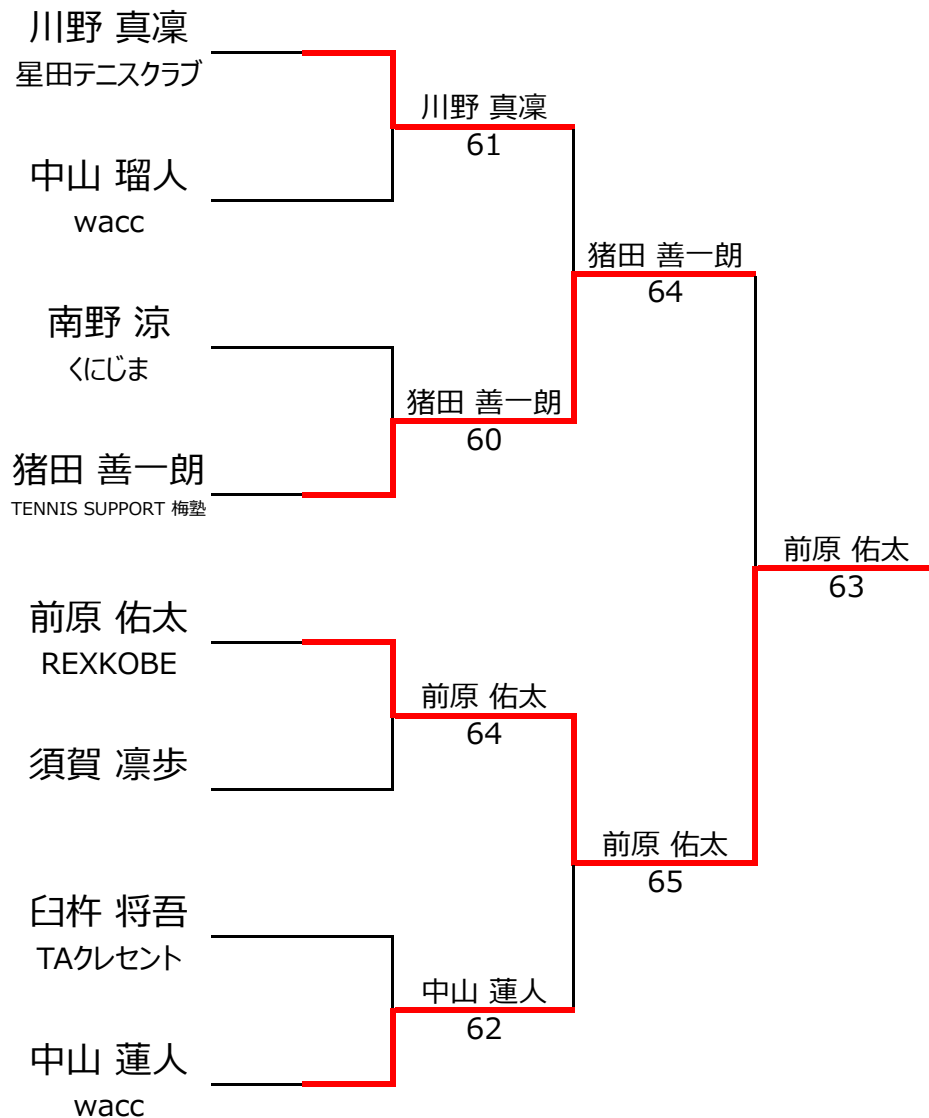 川野 真凜
星田テニスクラブ
中山 瑠人
wacc
南野 涼
くにじま
猪田 善一朗
TENNIS SUPPORT 梅塾
前原 佑太
REXKOBE
須賀 凛歩
臼杵 将吾
TAクレセント
中山 蓮人
wacc
川野 真凜
61
猪田 善一朗
60
前原 佑太
64
中山 蓮人
62
猪田 善一朗
64
前原 佑太
65
前原 佑太
63